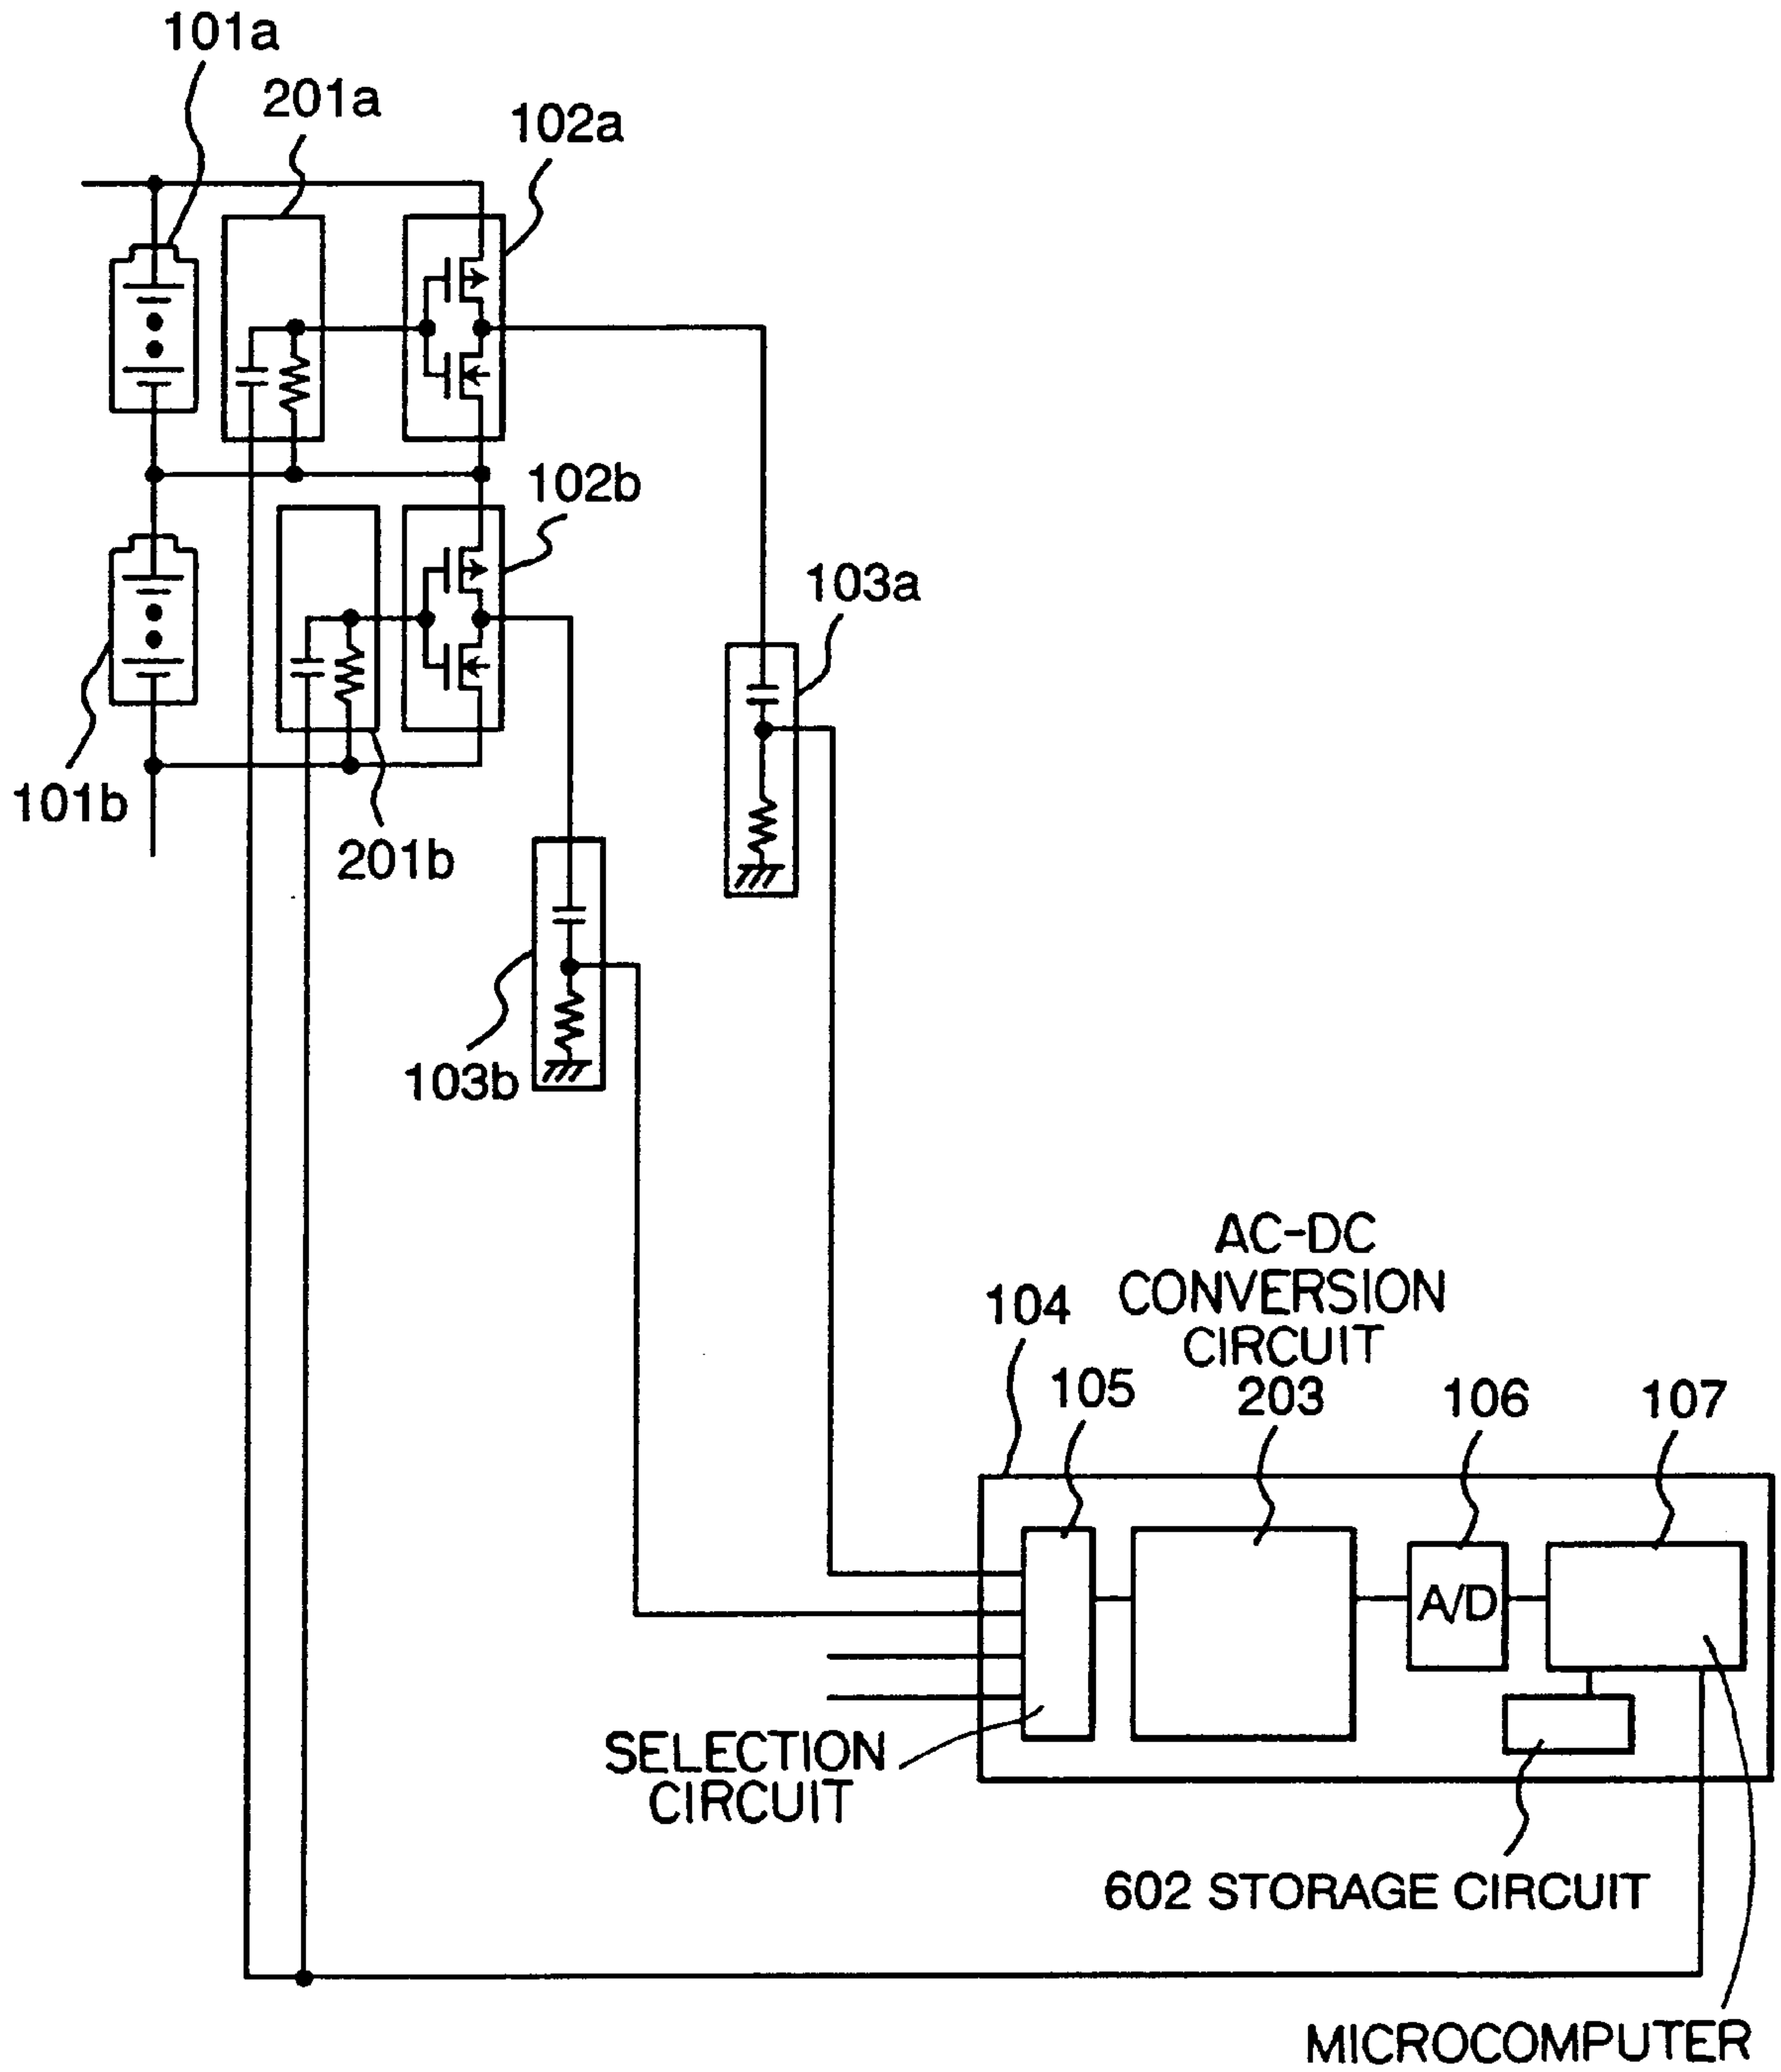 101a
201a
102a
102b
103a
101b
201b
103b
AC-DC
CONVERSION
CIRCUIT
104
105
203
106
107
A/D
SELECTION
CIRCUIT
602 STORAGE CIRCUIT
MICROCOMPUTER